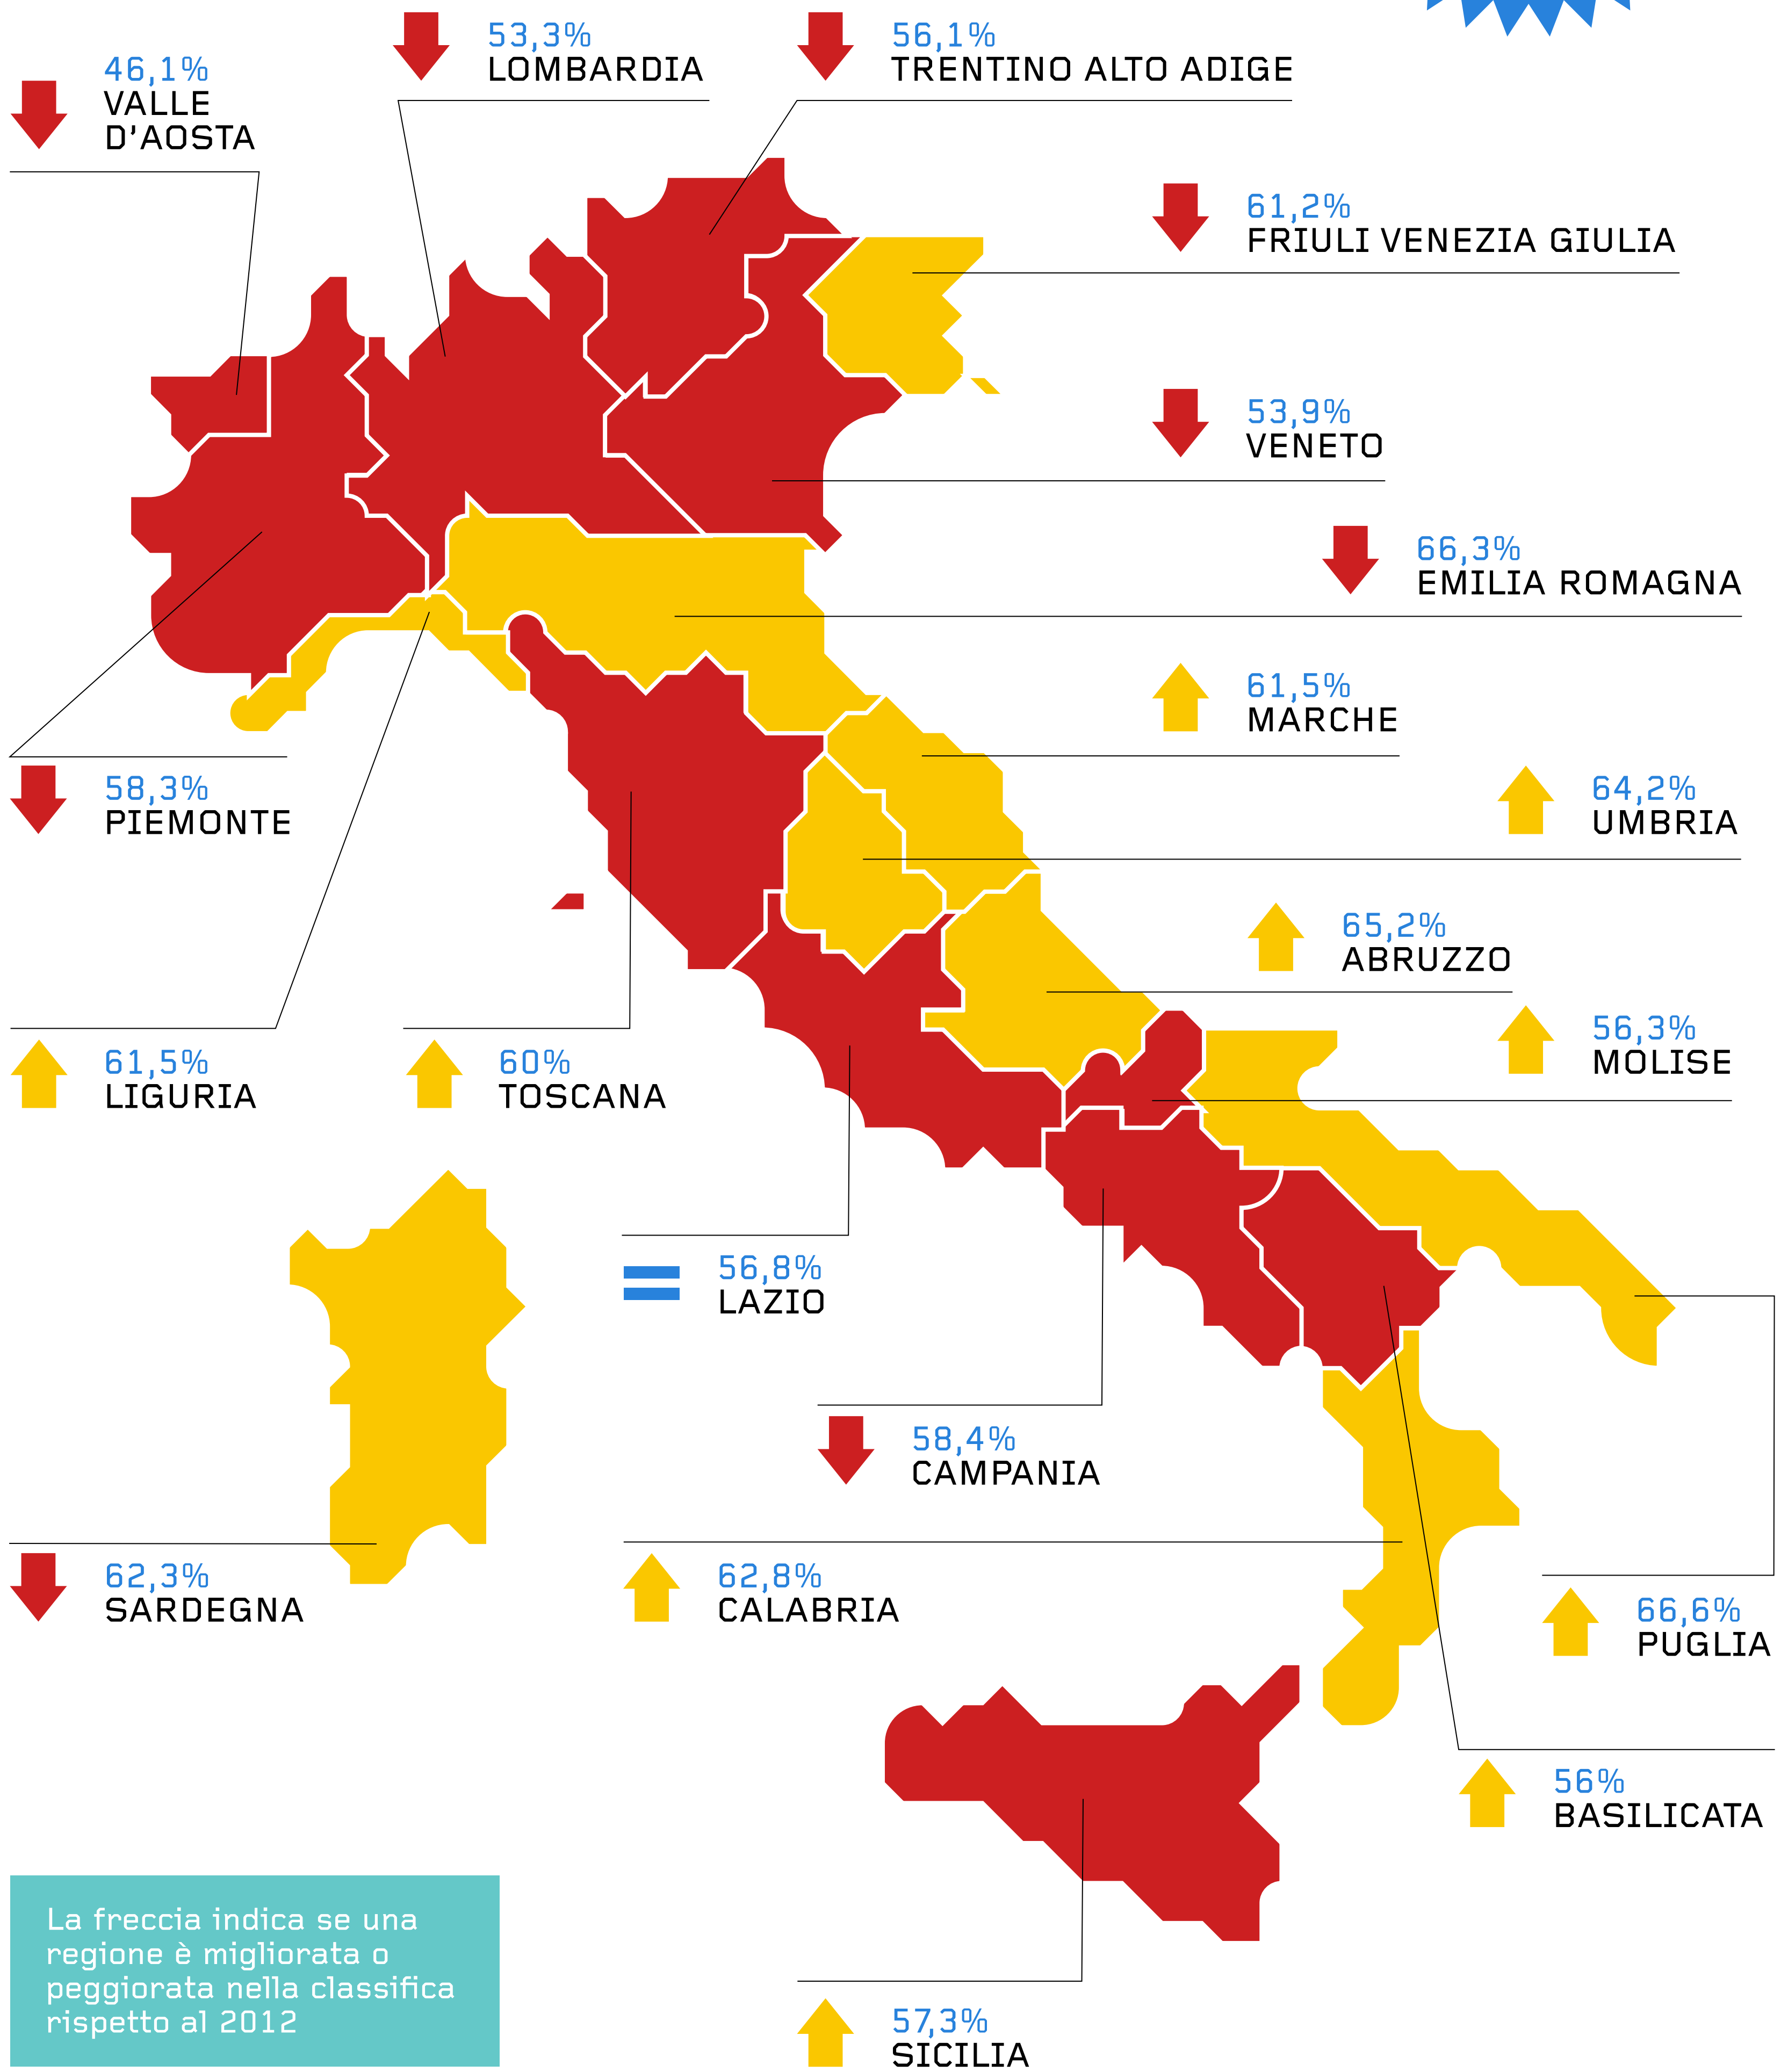 53,3%
LOMBARDIA
56,1%
TRENTINO ALTO ADIGE
46,1%
VALLE
D'AOSTA
61,2%
FRIULI VENEZIA GIULIA
53,9%
VENETO
66,3%
EMILIA ROMAGNA
61,5%
MARCHE
58,3%
PIEMONTE
64,2%
UMBRIA
65,2%
ABRUZZO
56,3%
MOLISE
61,5%
LIGURIA
60%
TOSCANA
56,8%
LAZIO
58,4%
CAMPANIA
62,3%
SARDEGNA
62,8%
CALABRIA
66,6%
PUGLIA
56%
BASILICATA
La freccia indica se una
regione è migliorata o
peggiorata nella classifica
rispetto al 2012
57,3%
SICILIA